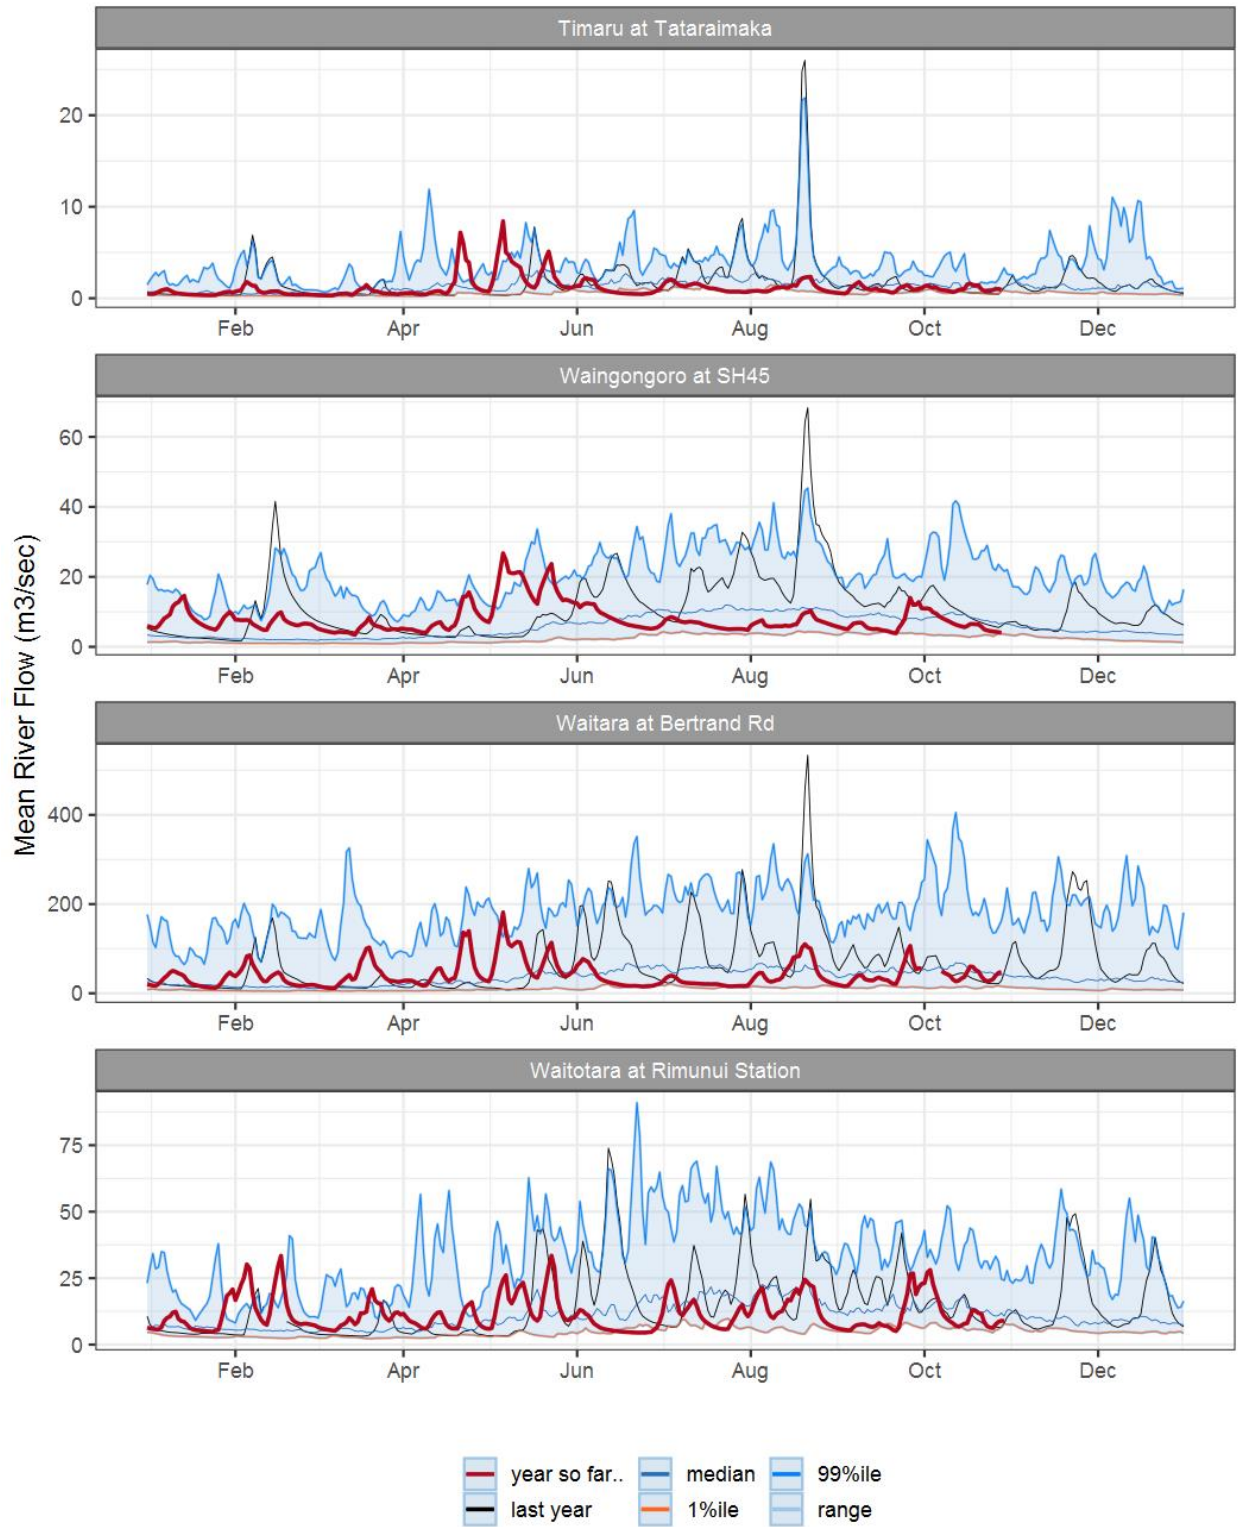 Timaru at Tataraimaka
20
10
0
Feb Apr Jun Aug Oct Dec
Waingongoro at SH45
60
40
20
0
Feb Apr Jun Aug Oct Dec
Mean River Flow (m3/sec)
Waitara at Bertrand Rd
400
200
0
Feb Apr Jun Aug Oct Dec
Waitotara at Rimunui Station
75
50
25
0
Feb Apr Jun Aug Oct Dec
year so far.. median 99%ile
last year 1%ile range